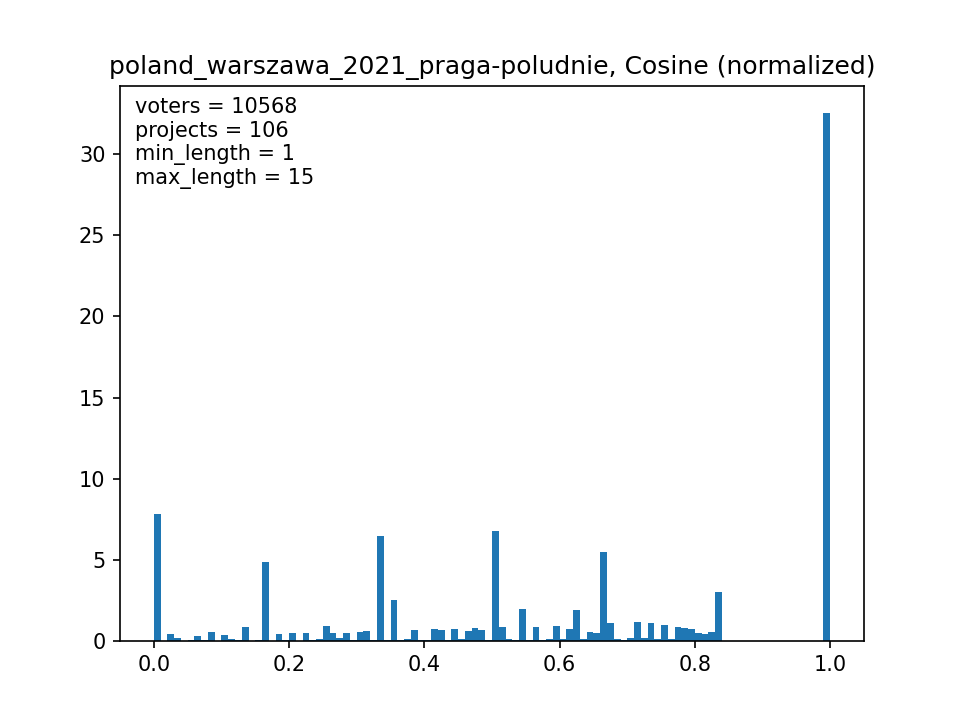 poland_warszawa_2021_praga-poludnie, Cosine (normalized)
voters = 10568
projects = 106
min_length = 1
max_length = 15
30
25
20
15
10
5
0
0.0 0.2 0.4 0.6 0.8 1.0